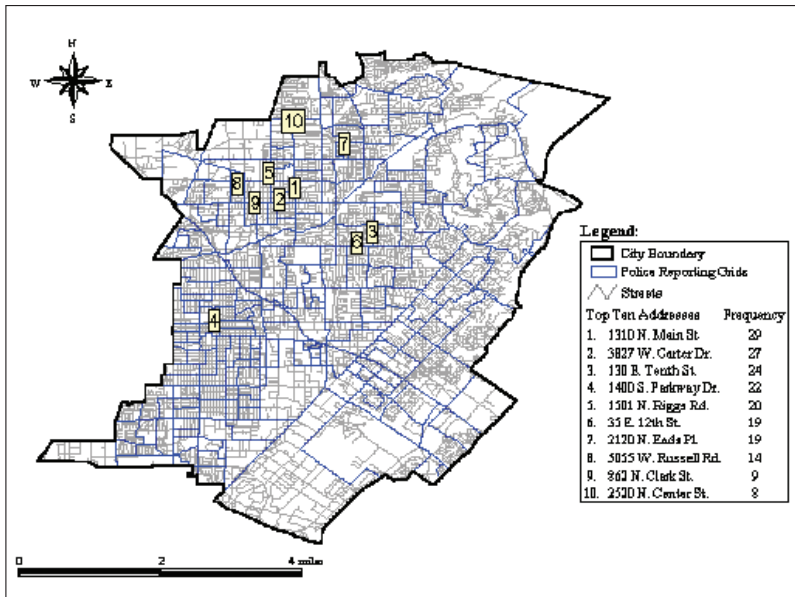 N
W E
S
10
7
5
8 1
2
9
3
6
4
Legend:
City Boundary
Police Reporting Grids
Streets
Top Ten Addresses Frequency
1. 1310 N. Main St. 29
2. 3827 W. Carter Dr. 27
3. 130 E. Tenth St. 24
4. 1400 S. Parkway Dr. 22
5. 1501 N. Riggs Rd. 20
6. 35 E. 12th St. 19
7. 2120 N. Pl. 19
8. 5055 W. Russell Rd. 14
9. 862 N. Clark St. 9
10. 2520 N. Center St. 8
0 2 4 miles